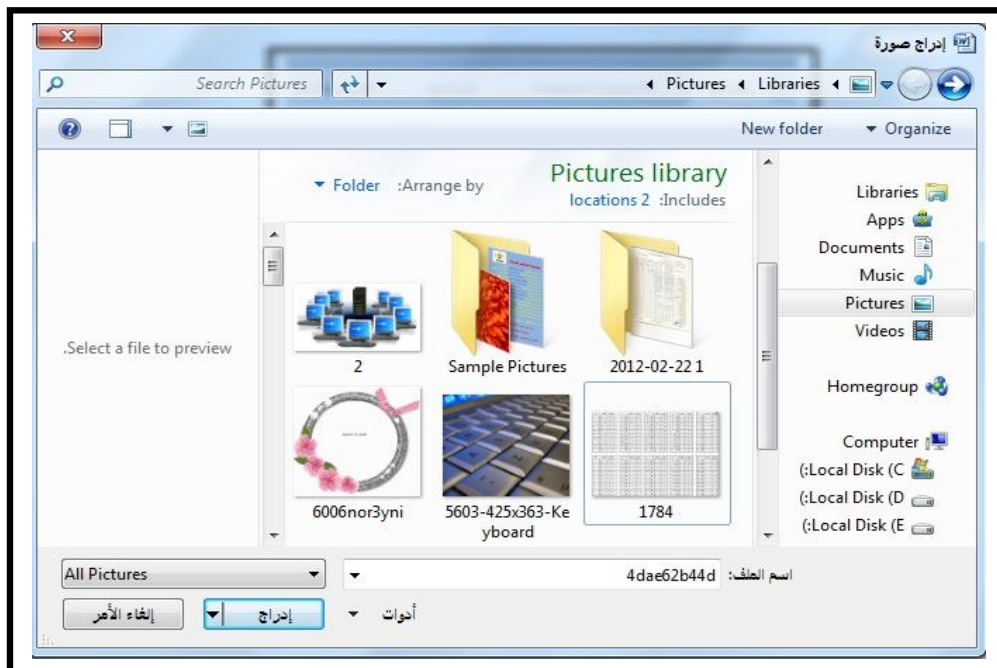 إدراج صورة
Libraries
Pictures
Search Pictures
Organize
New folder
Pictures library
Includes: 2 locations
Arrange by: Folder
Libraries
Apps
Documents
Music
Pictures
Videos
Homegroup
Computer
Local Disk (C:)
Local Disk (D:)
Local Disk (E:)
2012-02-22 1
Sample Pictures
2
1784
5603-425x363-Ke
yboard
6006nor3yni
Select a file to preview.
اسم الملف: 4dae62b44d
All Pictures
أدوات
إدراج
إلغاء الأمر